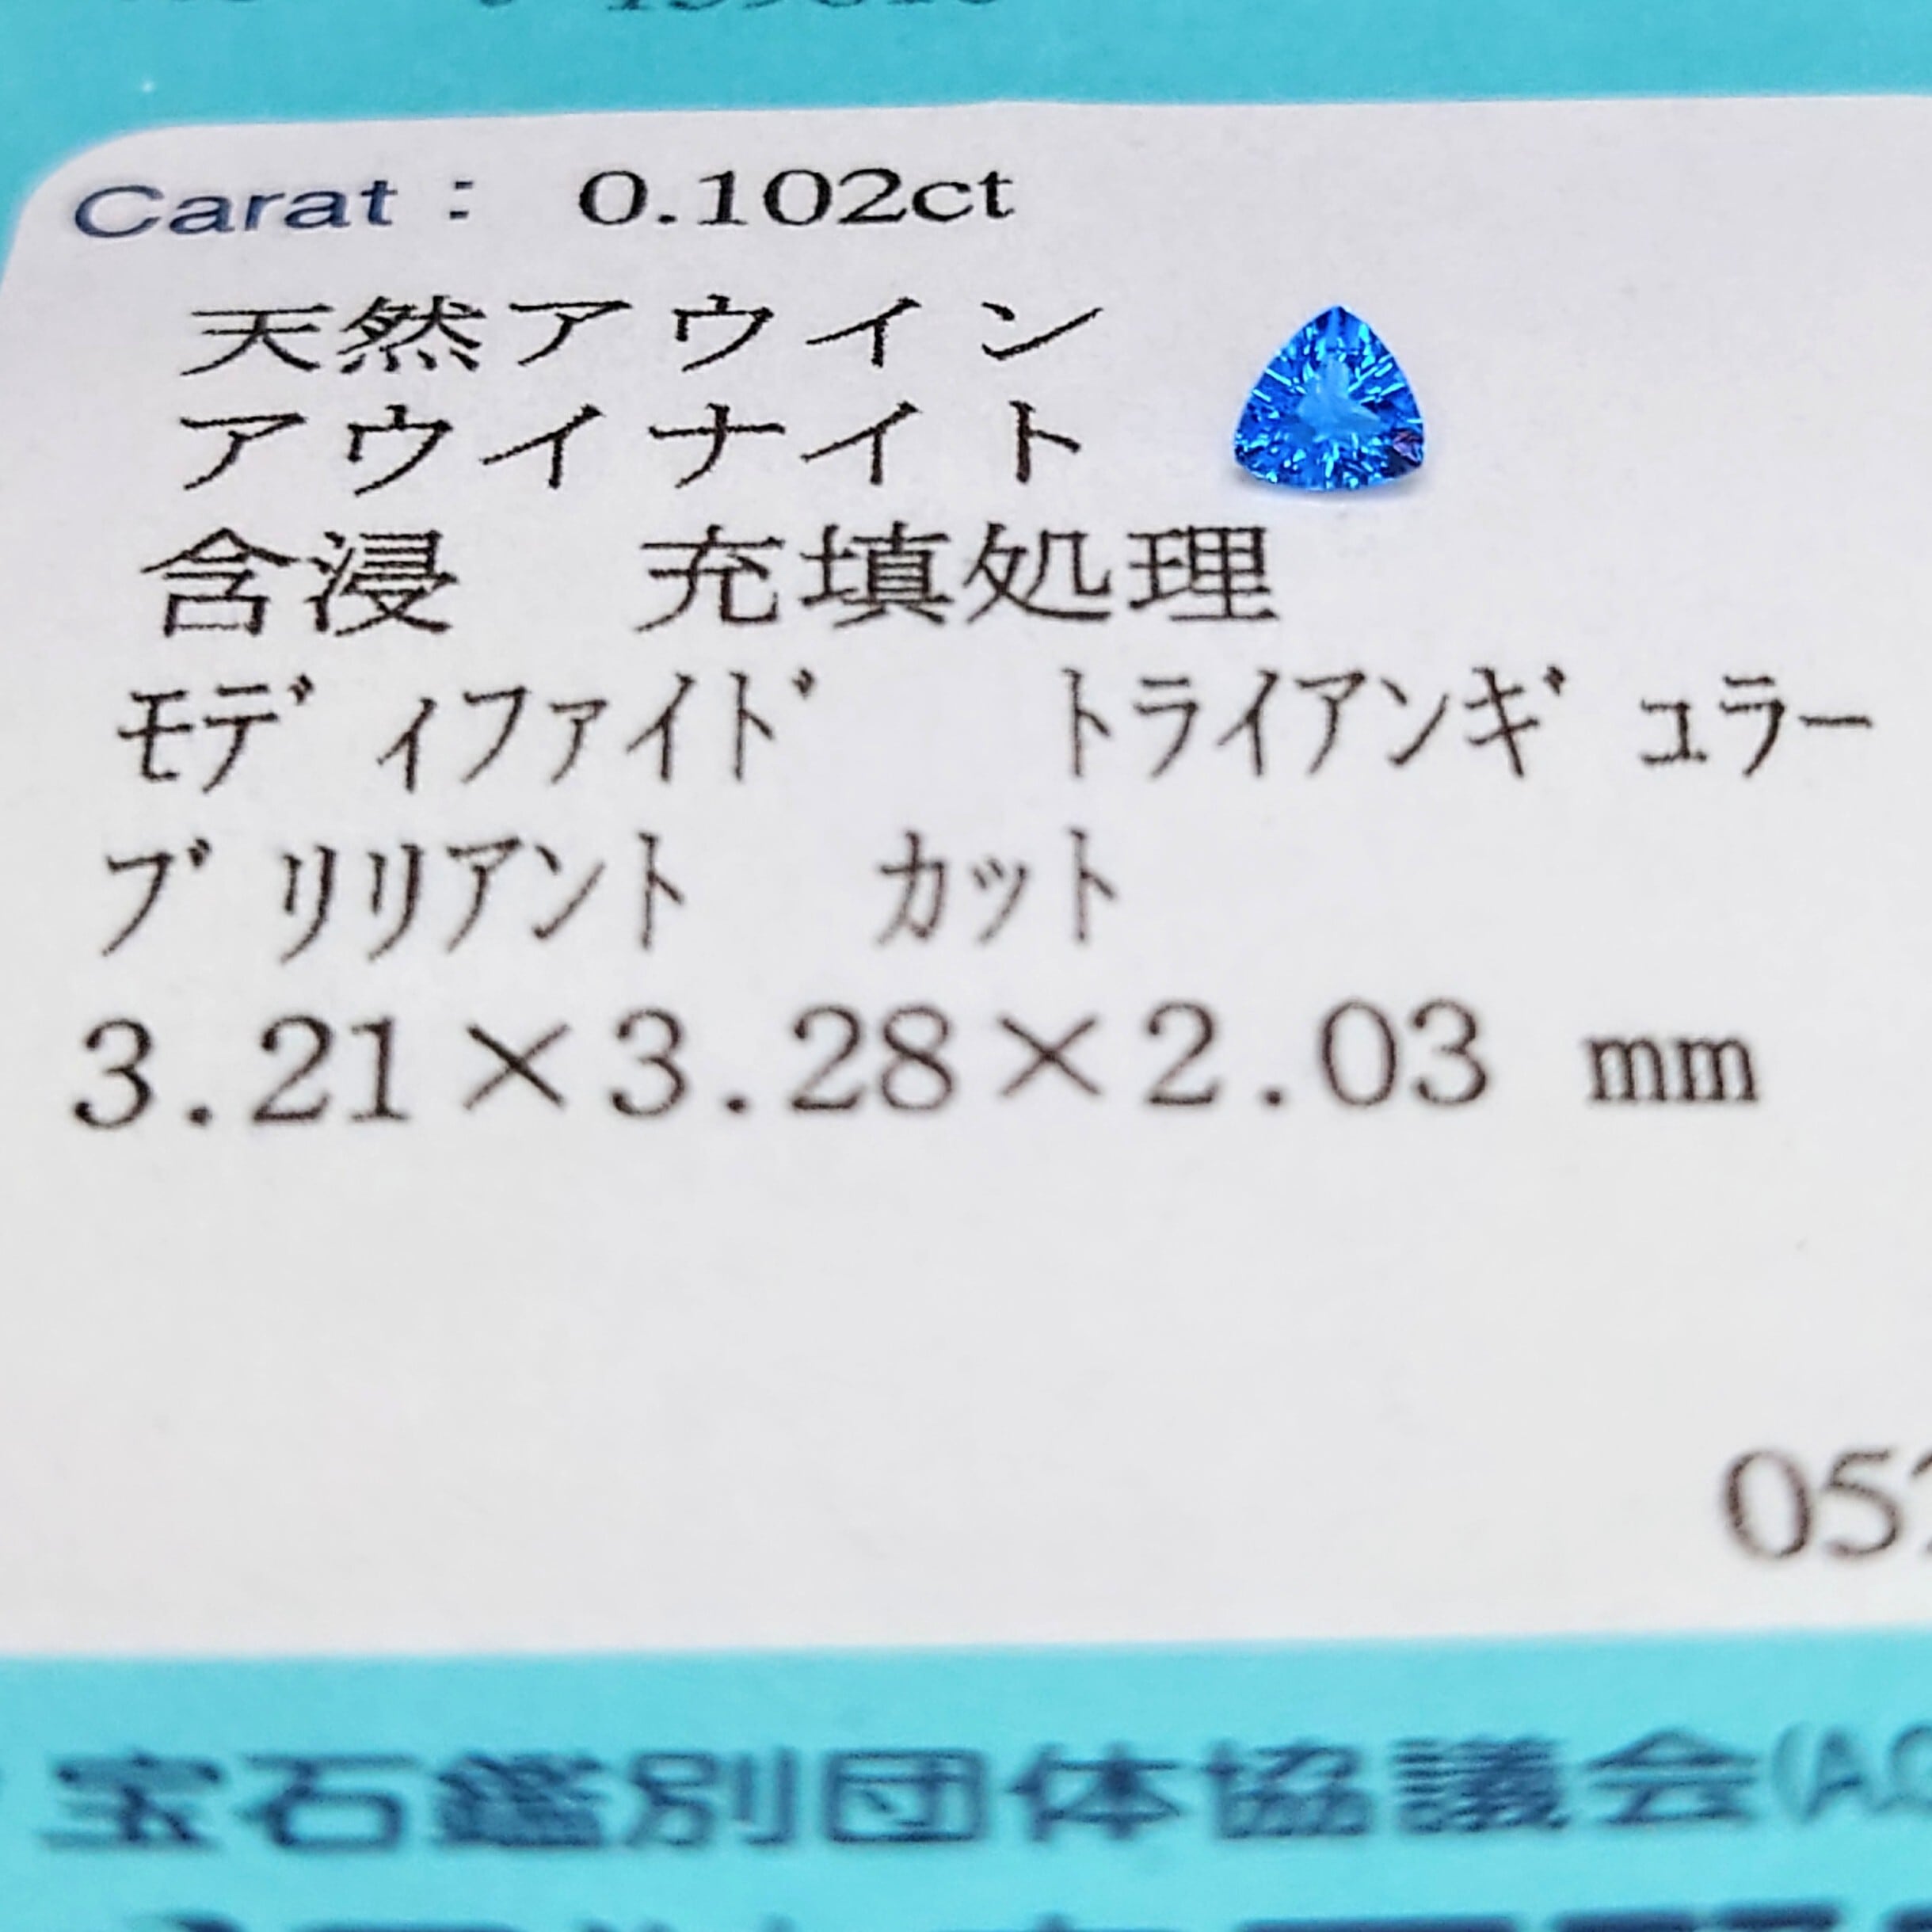 Carat : 0.102ct
天然アウイン
アウイナイト
含浸 充填処理
ﾓﾃﾞｨﾌｧｲﾄﾞ ﾄﾗｲｱﾝｷﾞｭﾗｰ
ﾌﾞﾘﾘｱﾝﾄ ｶｯﾄ
3.21×3.28×2.03 mm
05
宝石鑑別団体協議会(A